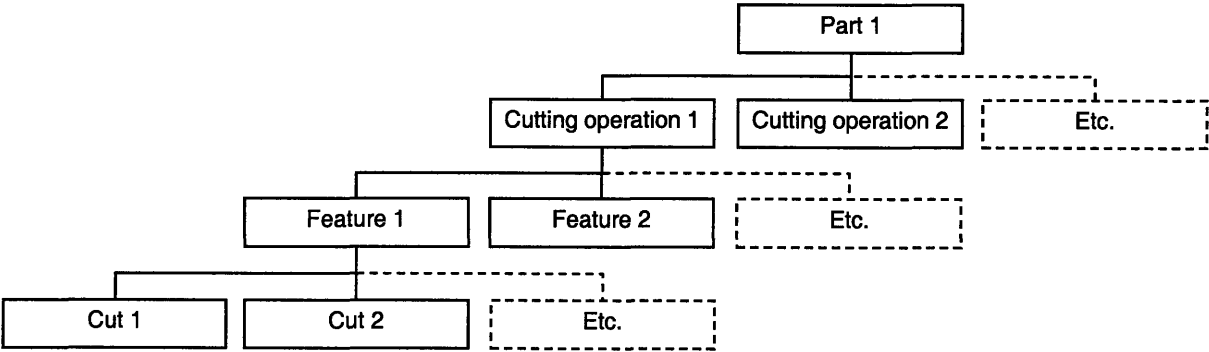 Part 1
Cutting operation 1
Cutting operation 2
Etc.
Feature 1
Feature 2
Etc.
Cut 1
Cut 2
Etc.